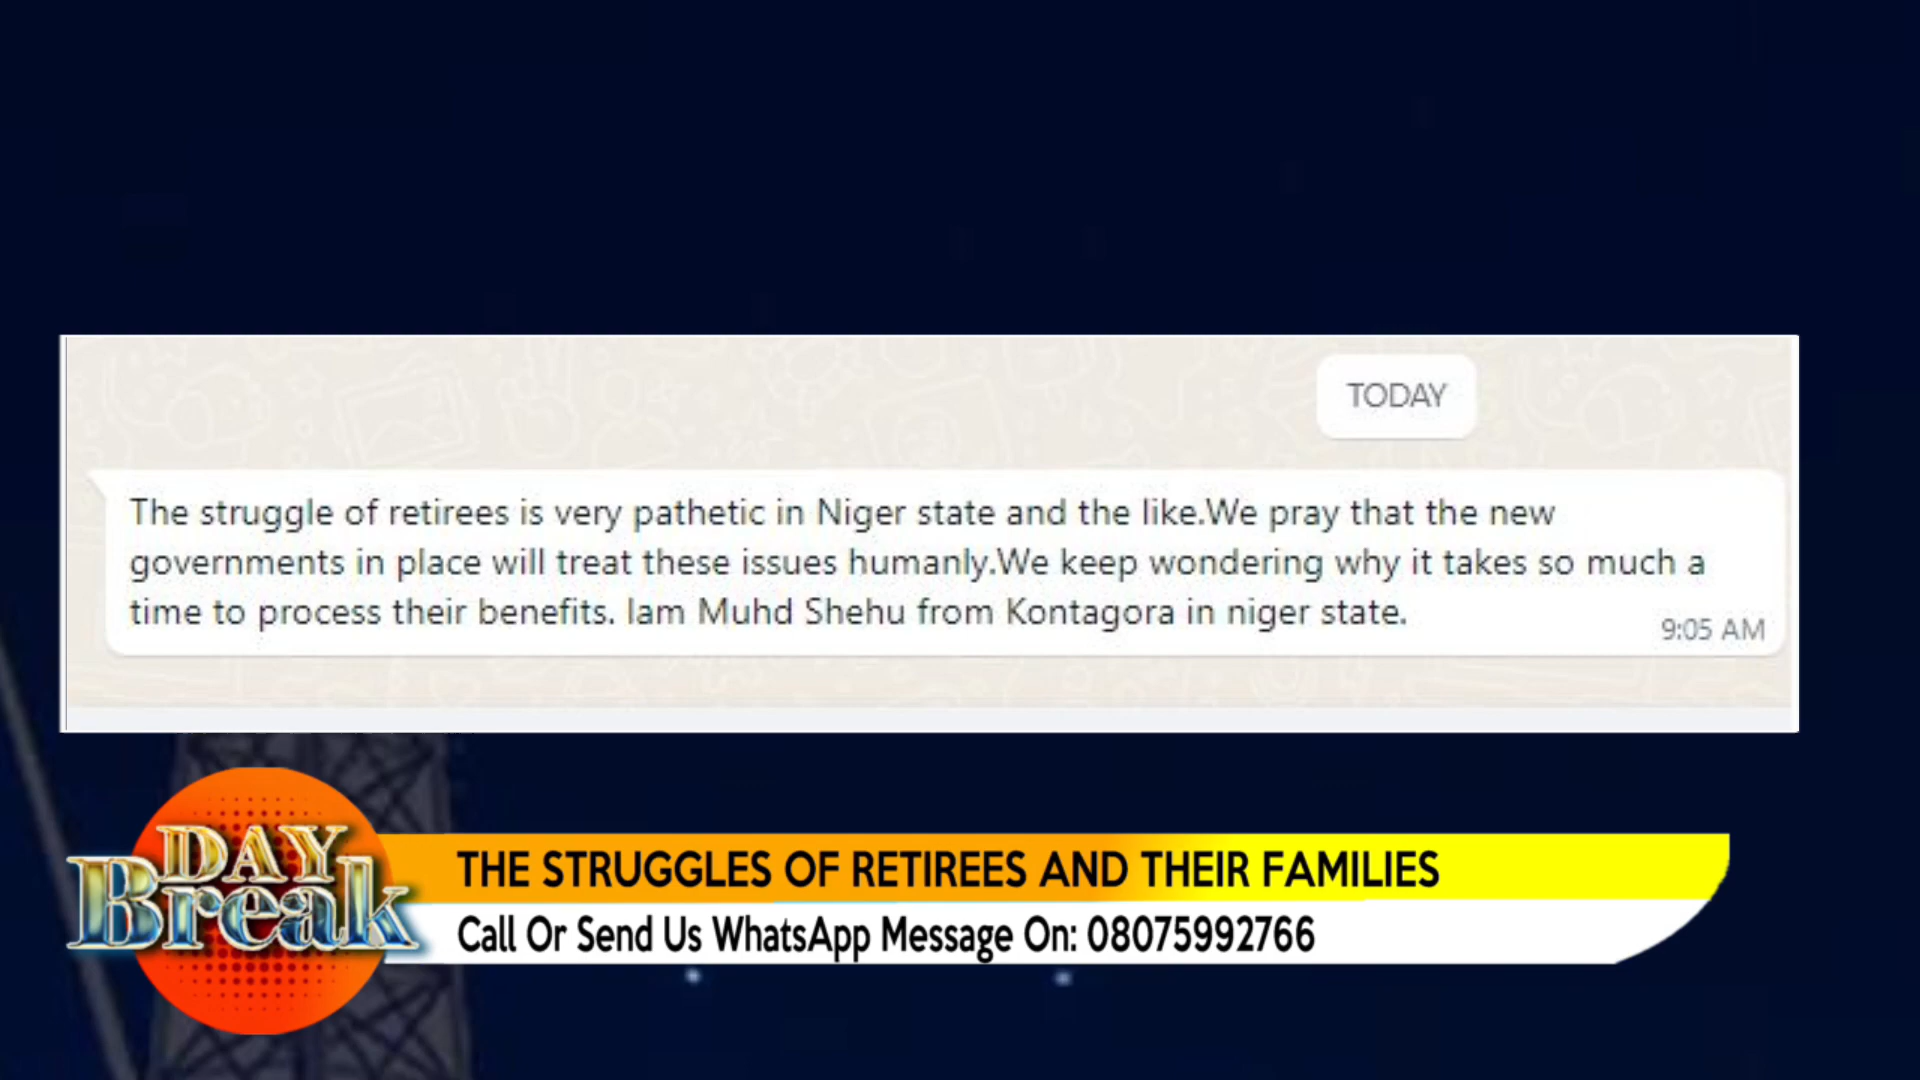 TODAY
The struggle of retirees is very pathetic in Niger state and the like.We pray that the new
governments in place will treat these issues humanly.We keep wondering why it takes so much a
time to process their benefits. Iam Muhd Shehu from Kontagora in niger state.
9:05 AM
DAY
Break
THE STRUGGLES OF RETIREES AND THEIR FAMILIES
Call Or Send Us WhatsApp Message On: 08075992766